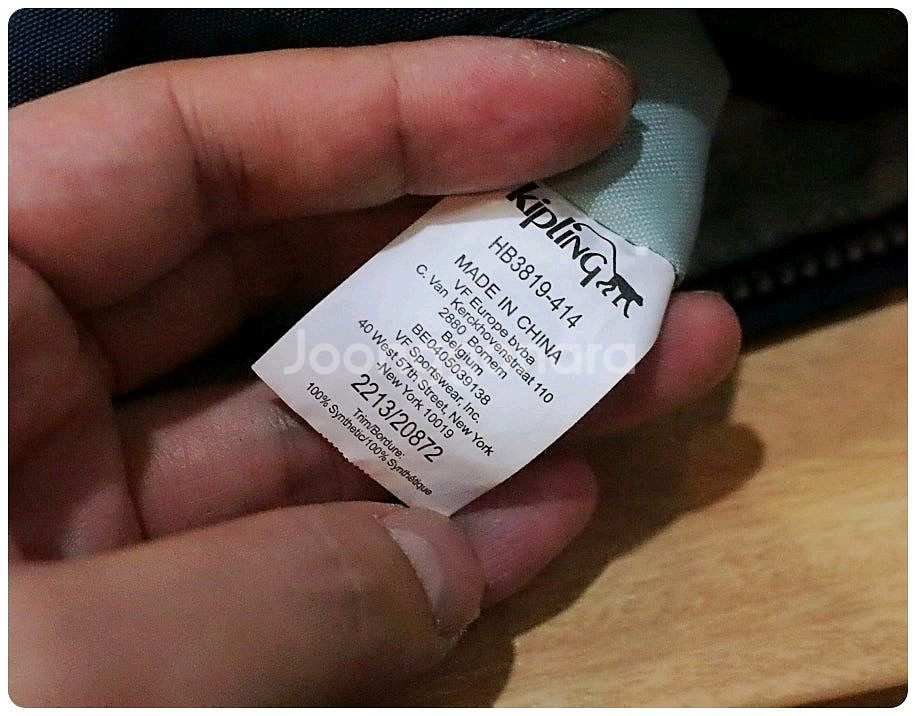 kipling
HB3819-414
MADE IN CHINA
VF Europe bvba
C. Van Kerckhovenstraat 110
2880 Bornem
Belgium
BE0405039138
VF Sportswear, Inc.
40 West 57th Street, New York
New York 10019
2213/20872
Trim/Bordure:
100% Synthetic/100% Synthétique